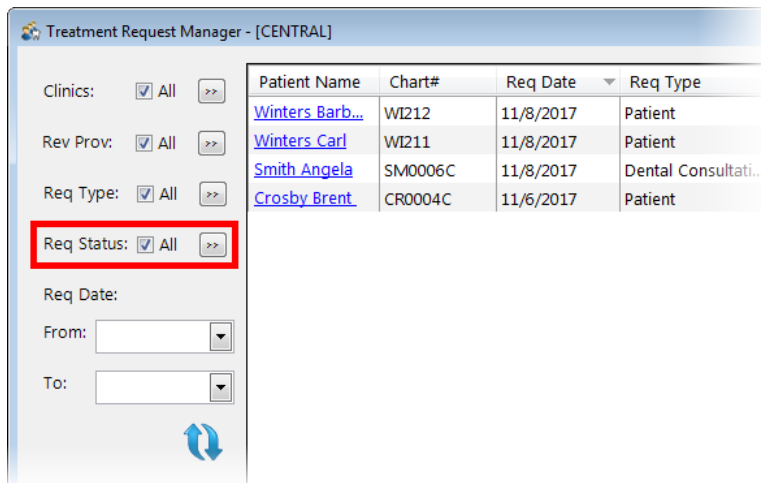 Treatment Request Manager - [CENTRAL]
Clinics: All >>
Rev Prov: All >>
Req Type: All >>
Req Status: All >>
Req Date:
From:
To:
Patient Name Chart# Req Date Req Type
Winters Barb... WI212 11/8/2017 Patient
Winters Carl WI211 11/8/2017 Patient
Smith Angela SM0006C 11/8/2017 Dental Consultati...
Crosby Brent CR0004C 11/6/2017 Patient